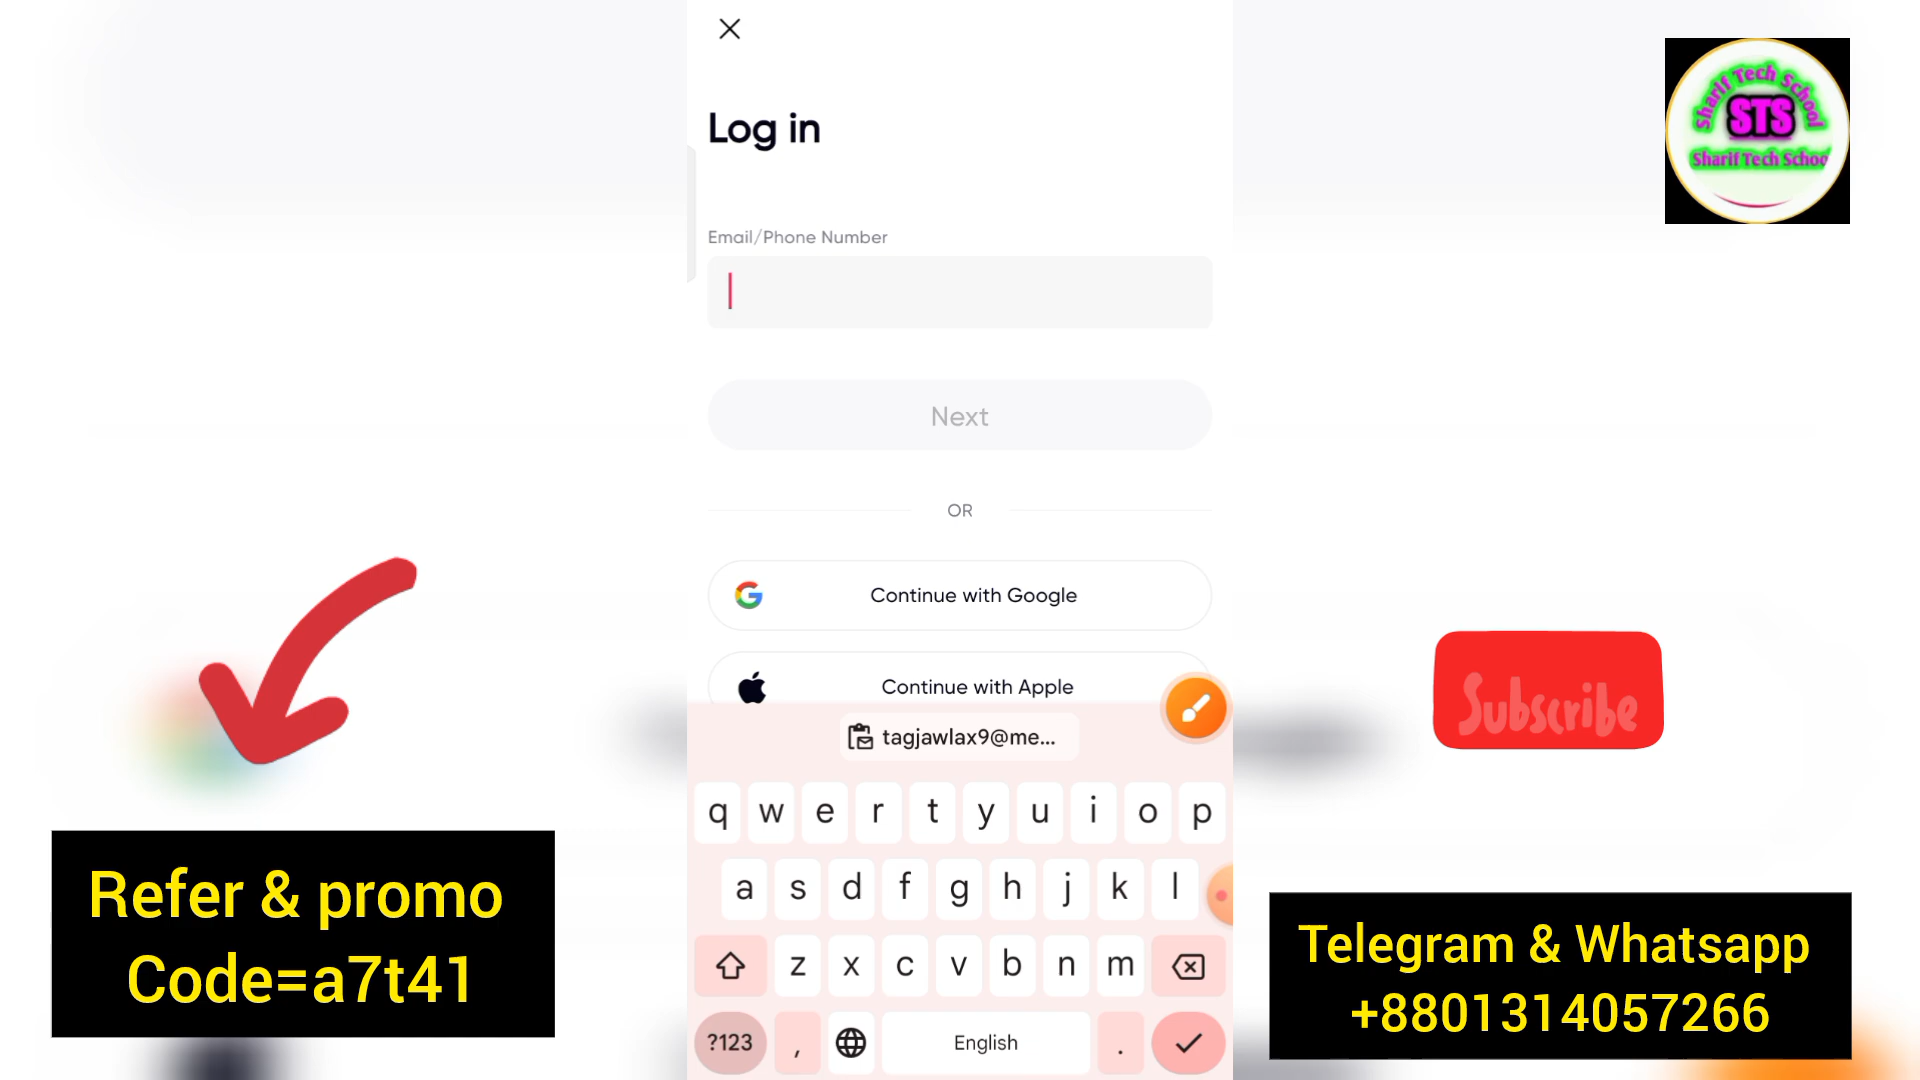 Log in
Sharif Tech School
STS
Sharif Tech Schoo
Email/Phone Number
Next
OR
Continue with Google
Continue with Apple
Subscribe
tagjawlax9@me...
q w e r t y u i o p
a s d f g h j k l
z x c v b n m
?123 , English .
Refer & promo
Code=a7t41
Telegram & Whatsapp
+8801314057266